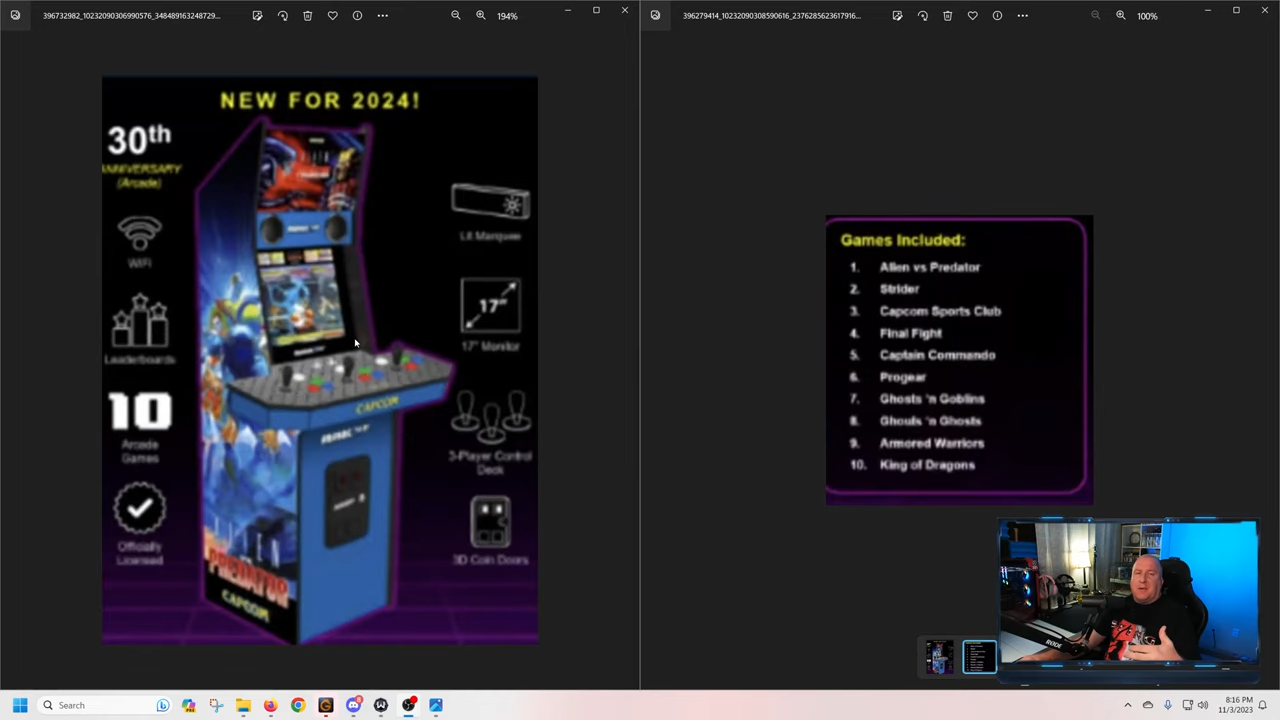 396732982_10232090306990576_348489163248729...
194%
396279414_10232090308590616_2376285623617916...
100%
NEW FOR 2024!
30th
ANNIVERSARY
(Arcade)
WiFi
Leaderboards
10
Arcade
Games
Officially
Licensed
Lit Marquee
17"
17" Monitor
3-Player Control
Deck
3D Coin Doors
CAPCOM
PREDATOR
CAPCOM
Games Included:
1. Alien vs Predator
2. Strider
3. Capcom Sports Club
4. Final Fight
5. Captain Commando
6. Progear
7. Ghosts 'n Goblins
8. Ghouls 'n Ghosts
9. Armored Warriors
10. King of Dragons
RODE
Search
8:16 PM
11/3/2023